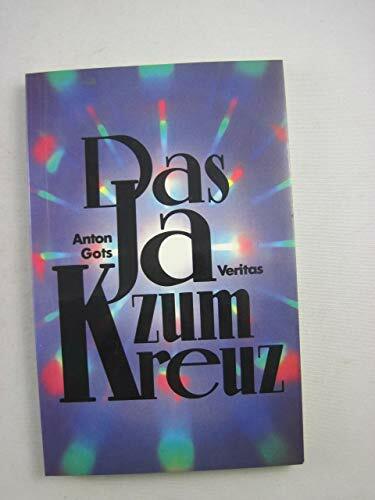 Das
Ja
Anton
Gots
Veritas
zum
Kreuz